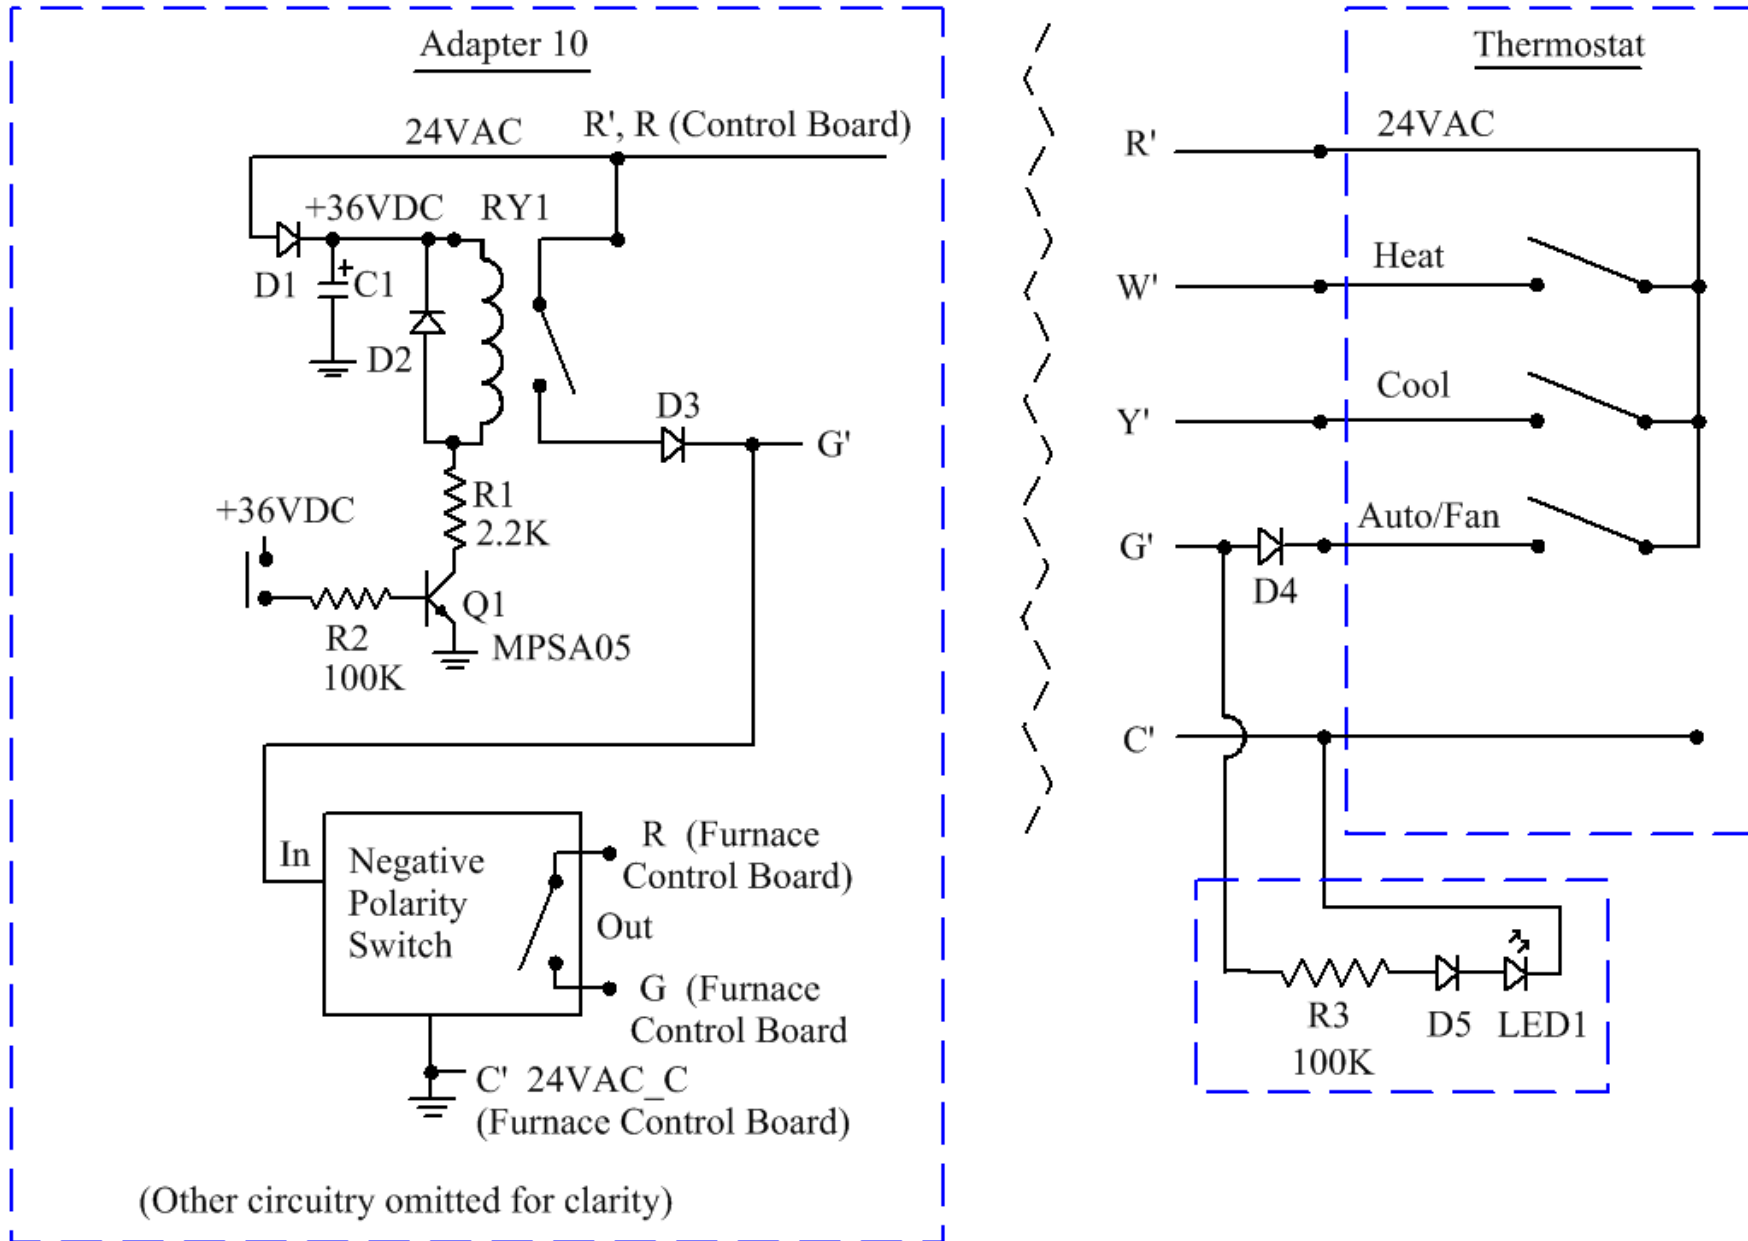 Adapter 10
24VAC
R', R (Control Board)
+36VDC
RY1
+
D1
C1
D2
D3
G'
R1
2.2K
+36VDC
Q1
MPSA05
R2
100K
In
Negative
Polarity
Switch
R (Furnace
Control Board)
Out
G (Furnace
Control Board
C' 24VAC_C
(Furnace Control Board)
(Other circuitry omitted for clarity)
Thermostat
R'
24VAC
W'
Heat
Y'
Cool
G'
Auto/Fan
D4
C'
R3
100K
D5
LED1